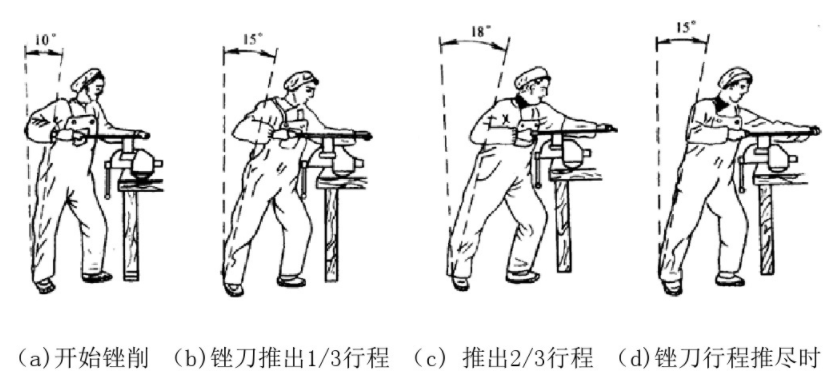 10° 15° 18° 15°
(a)开始锉削 (b)锉刀推出1/3行程 (c) 推出2/3行程 (d)锉刀行程推尽时